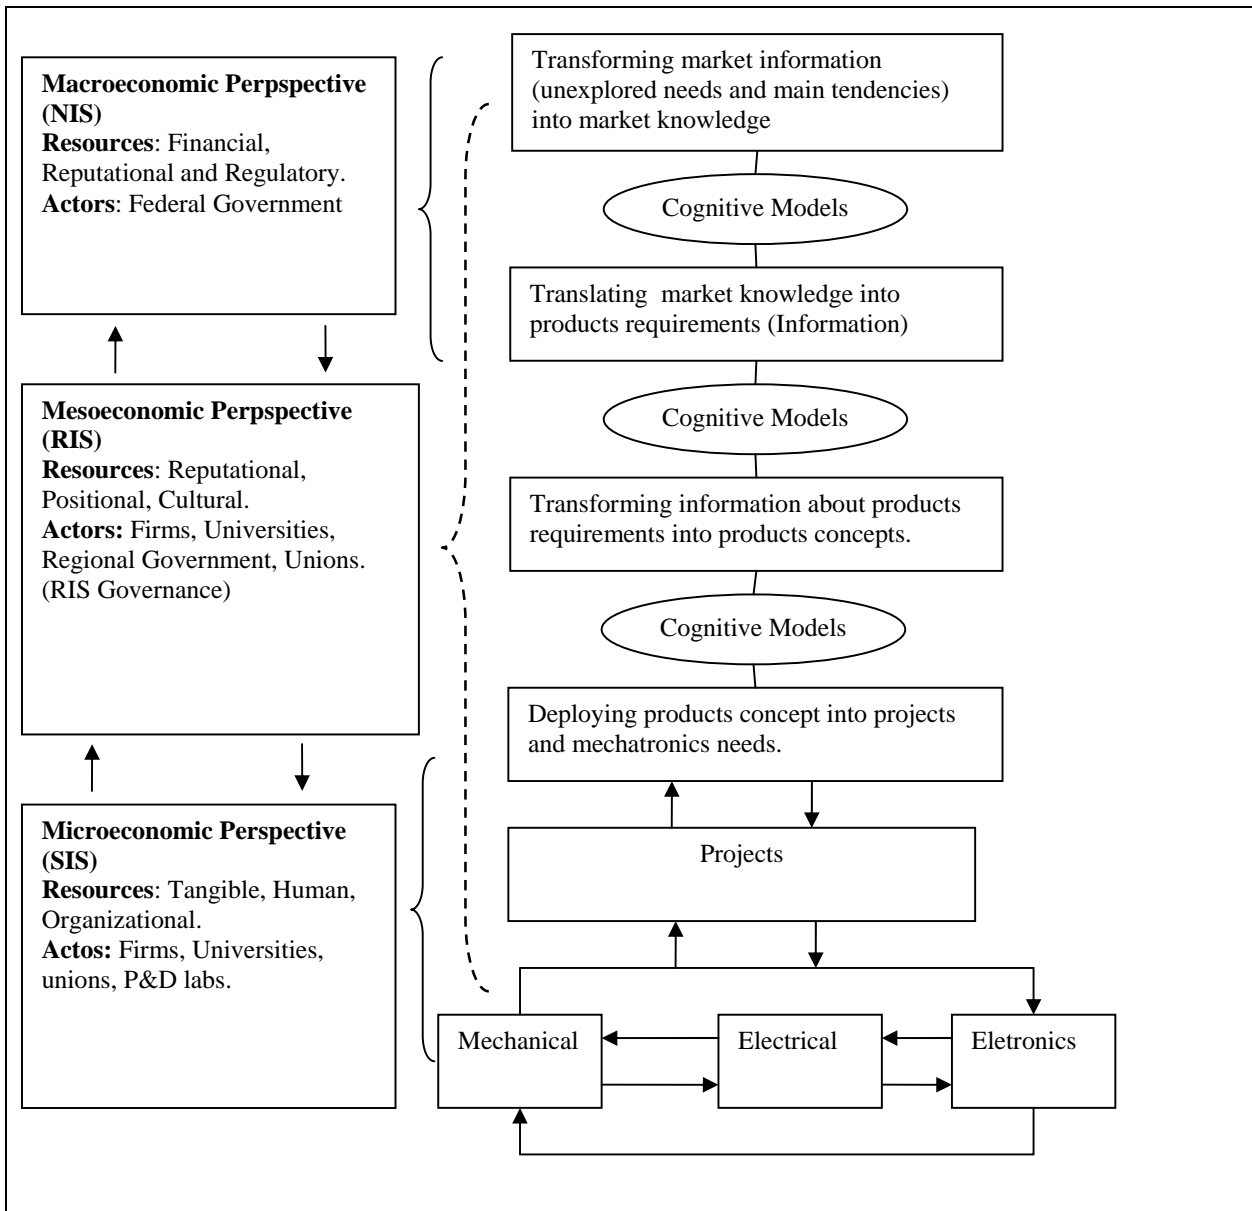 Macroeconomic Perpspective
(NIS)
Resources: Financial,
Reputational and Regulatory.
Actors: Federal Government
Mesoeconomic Perpspective
(RIS)
Resources: Reputational,
Positional, Cultural.
Actors: Firms, Universities,
Regional Government, Unions.
(RIS Governance)
Microeconomic Perspective
(SIS)
Resources: Tangible, Human,
Organizational.
Actos: Firms, Universities,
unions, P&D labs.
Transforming market information
(unexplored needs and main tendencies)
into market knowledge
Cognitive Models
Translating market knowledge into
products requirements (Information)
Cognitive Models
Transforming information about products
requirements into products concepts.
Cognitive Models
Deploying products concept into projects
and mechatronics needs.
Projects
Mechanical
Electrical
Eletronics